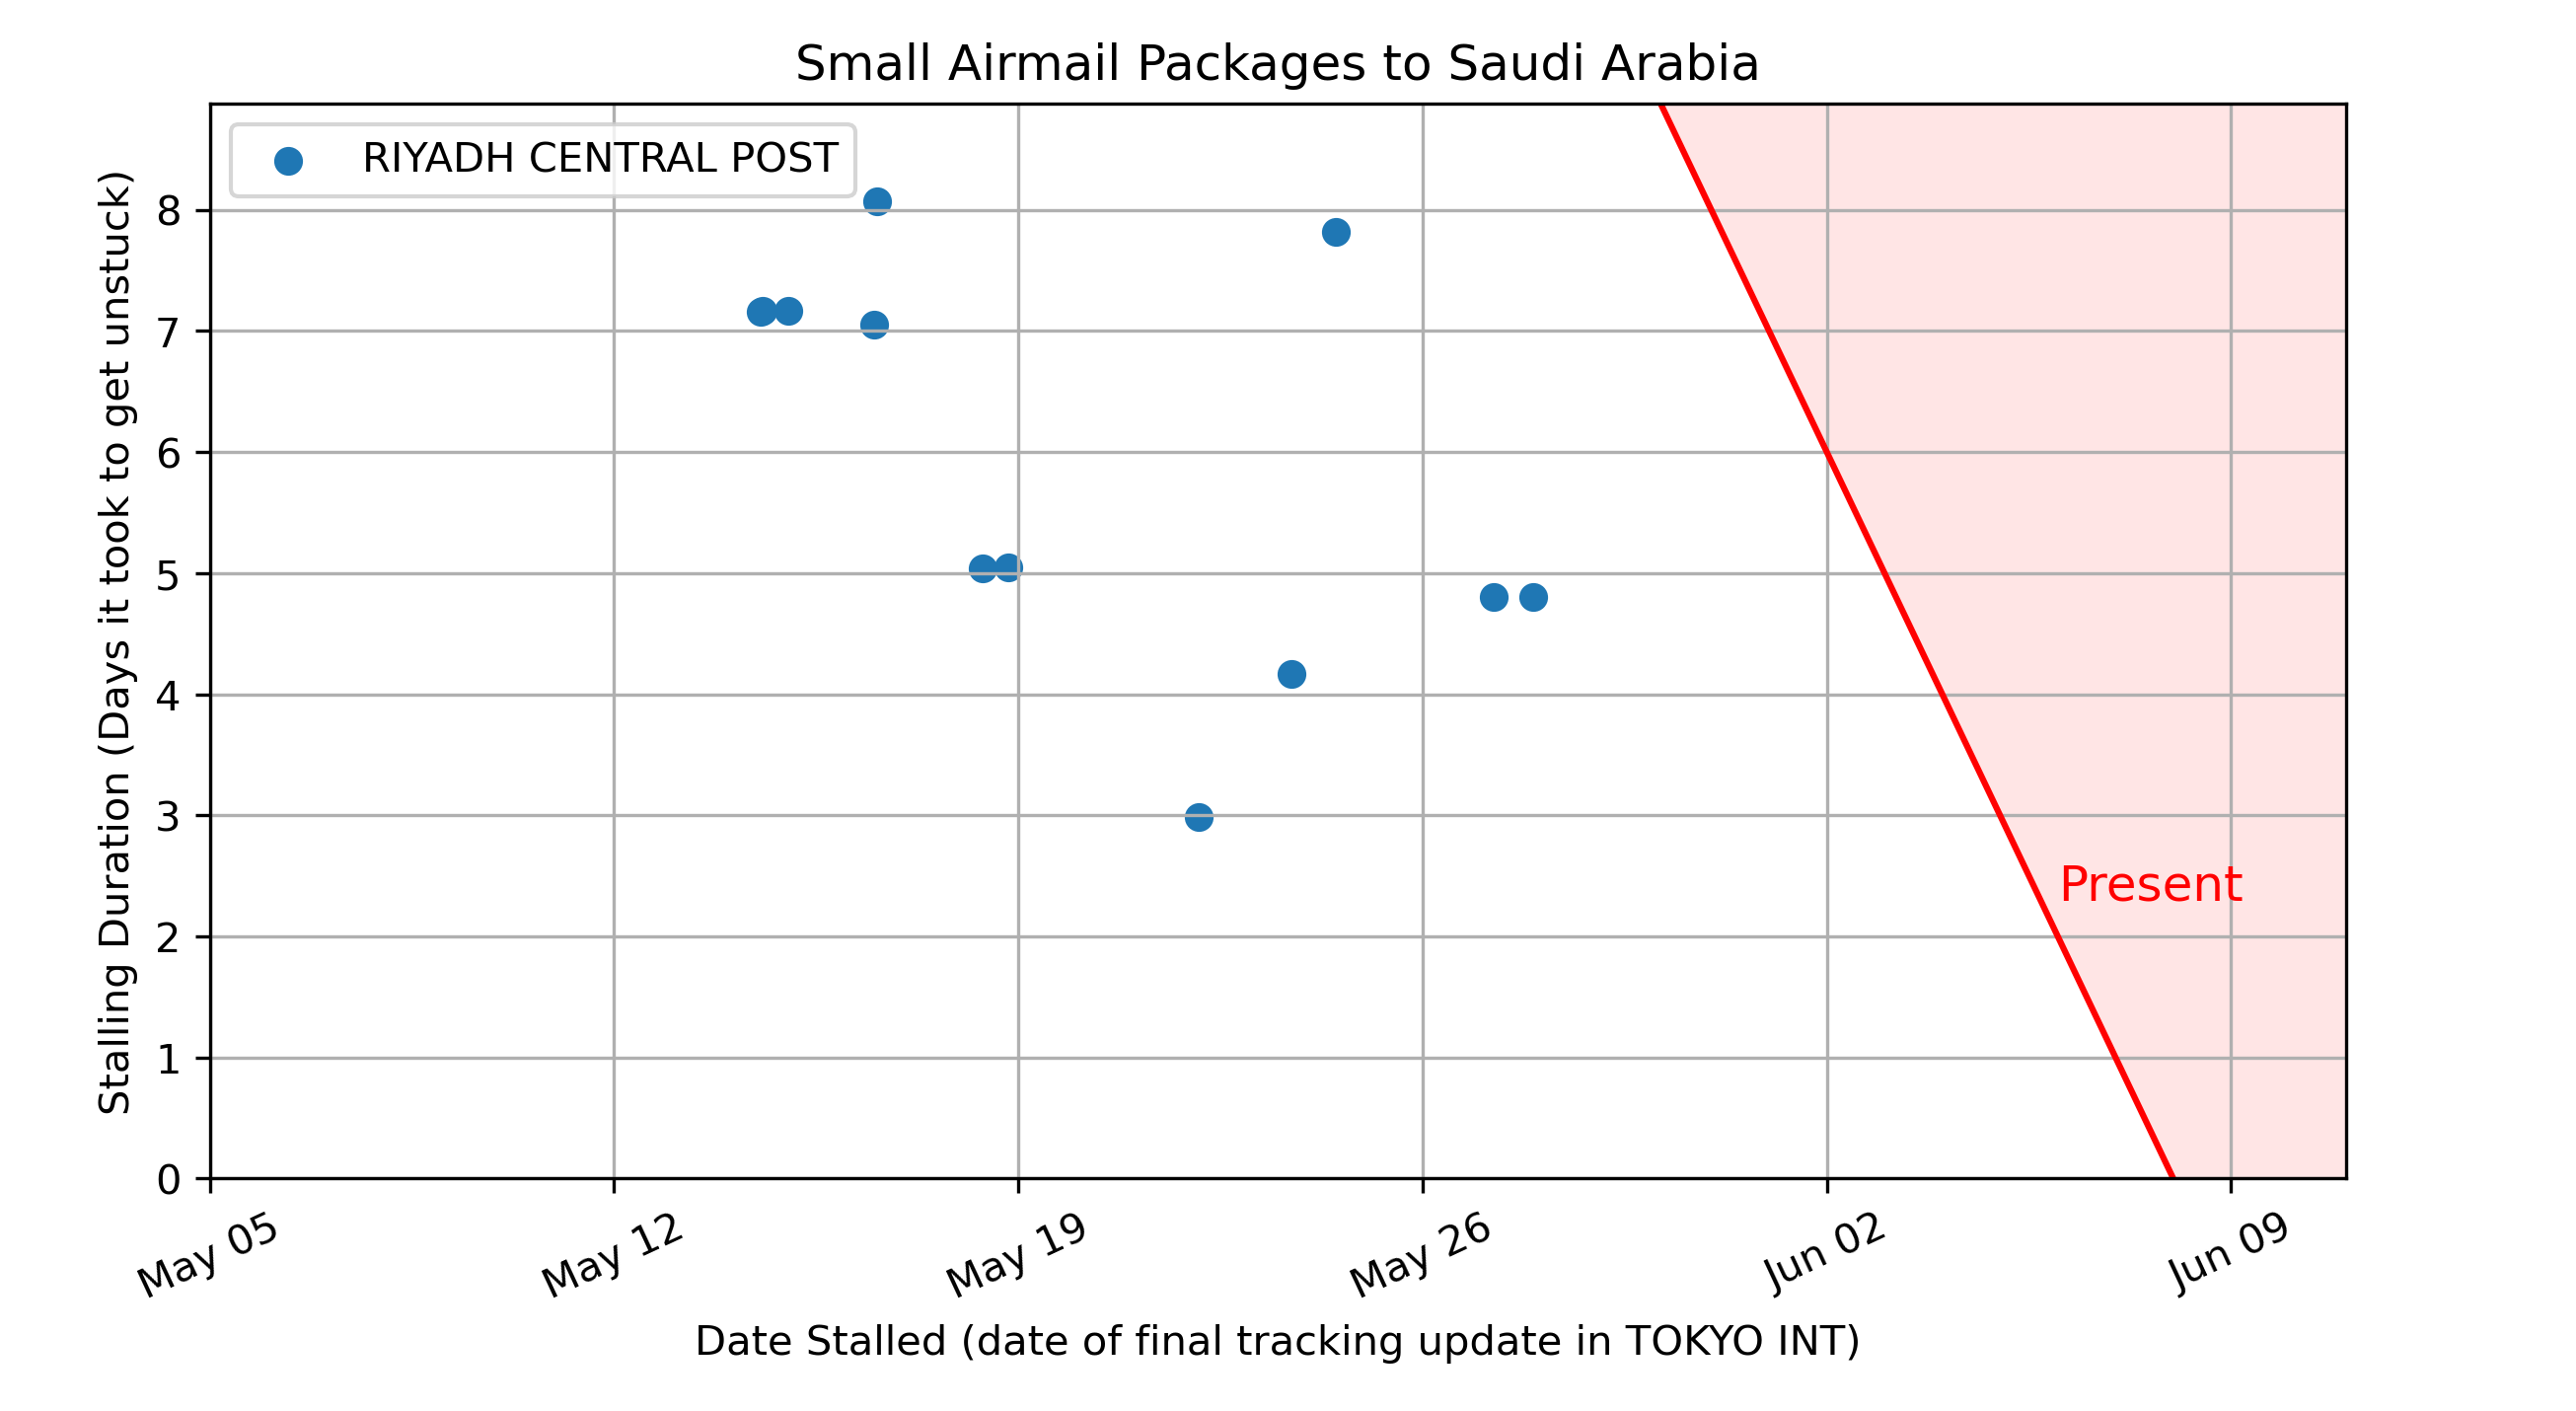 Small Airmail Packages to Saudi Arabia
RIYADH CENTRAL POST
Stalling Duration (Days it took to get unstuck)
8
7
6
5
4
3
2
1
0
Present
May 05
May 12
May 19
May 26
Jun 02
Jun 09
Date Stalled (date of final tracking update in TOKYO INT)